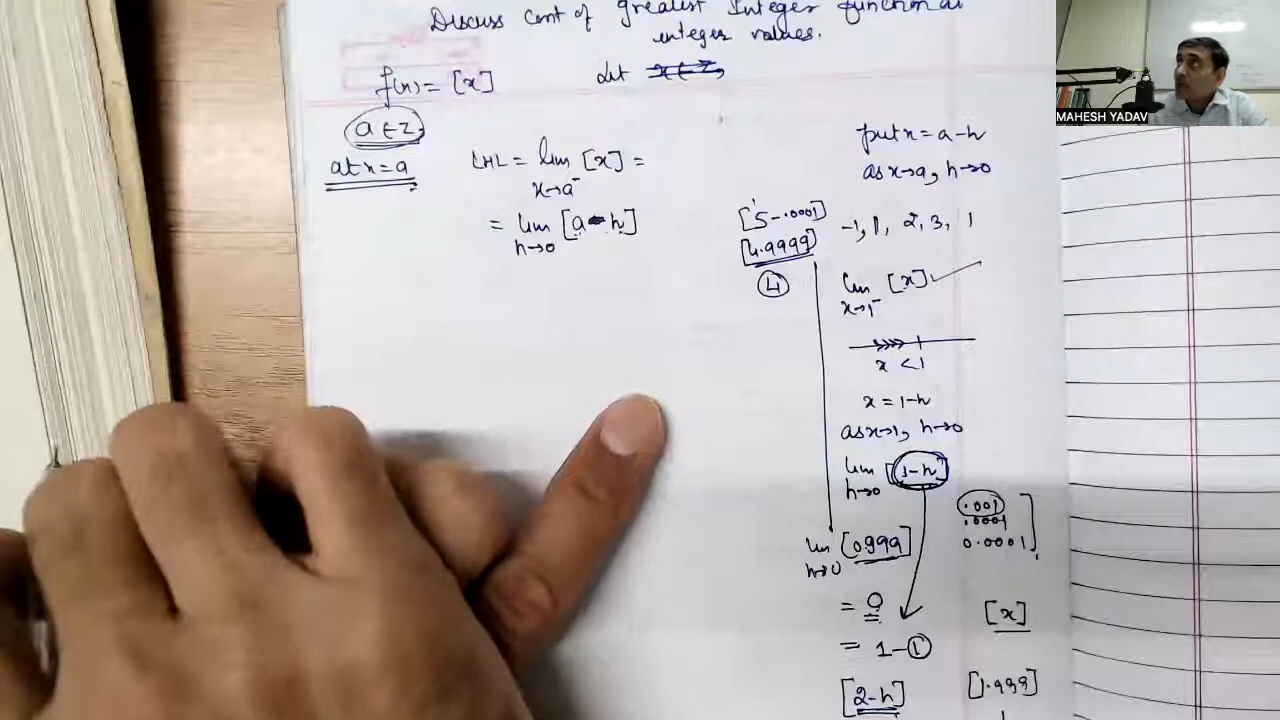 Discuss cont of greatest Integer function at
integer values.
f(x) = [x]
Let x ∈ Z,
a ∈ Z,
at x = a
LHL = lim [x] =
x→a⁻
= lim [a - h]
h→0
put x = a-h
as x→a, h→0
[5-.0001]
[4.9999]
4
-1, 1, 2, 3, 1
lim [x]
x→1⁻
x < 1
x = 1-h
as x→1, h→0
lim [1-h]
h→0
.001
.0001
0.0001
lim [0.999]
h→0
= 0
= 1-1
[x]
[2-h]
[1.999]
1
MAHESH YADAV